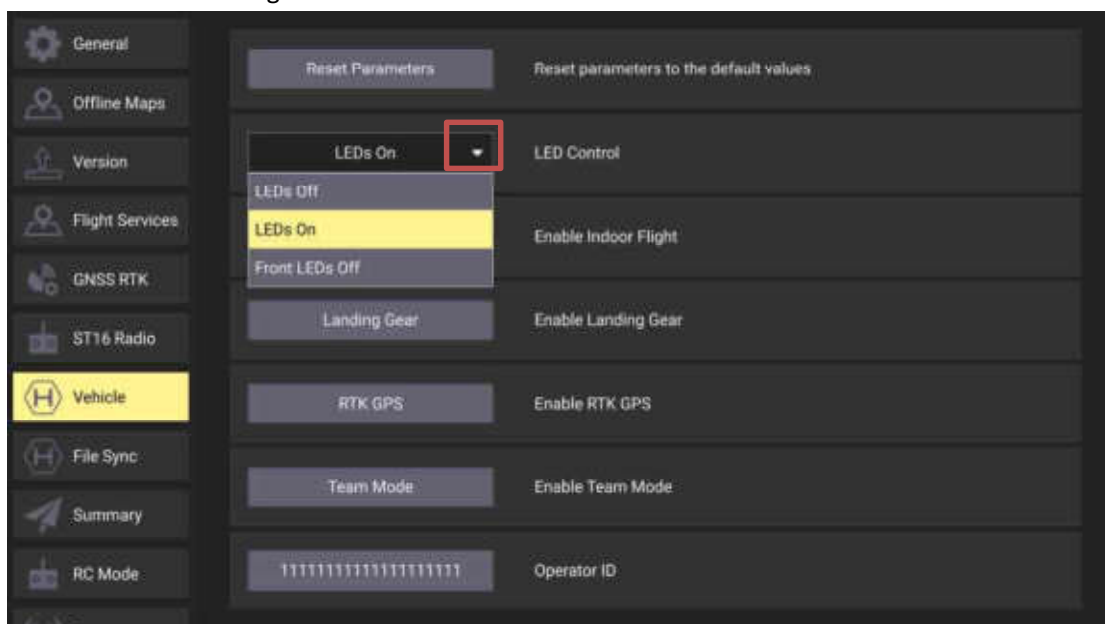 General
Offline Maps
Version
Flight Services
GNSS RTK
ST16 Radio
Vehicle
File Sync
Summary
RC Mode
Reset Parameters
Reset parameters to the default values
LEDs On
LED Control
LEDs Off
LEDs On
Front LEDs Off
Enable Indoor Flight
Landing Gear
Enable Landing Gear
RTK GPS
Enable RTK GPS
Team Mode
Enable Team Mode
Operator ID